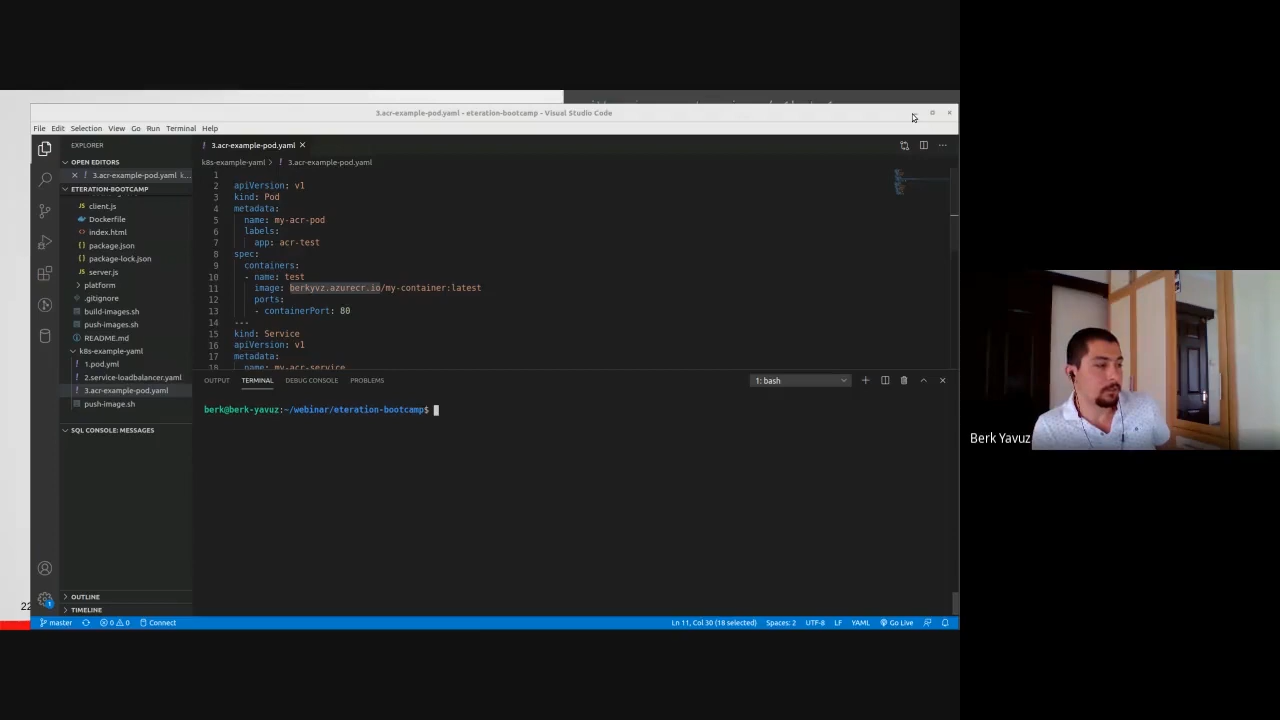 3.acr-example-pod.yaml - eteration-bootcamp - Visual Studio Code
File Edit Selection View Go Run Terminal Help
EXPLORER
OPEN EDITORS
3.acr-example-pod.yaml k...
ETERATION-BOOTCAMP
client.js
Dockerfile
index.html
package.json
package-lock.json
server.js
platform
.gitignore
build-images.sh
push-images.sh
README.md
k8s-example-yaml
1.pod.yml
2.service-loadbalancer.yaml
3.acr-example-pod.yaml
push-image.sh
SQL CONSOLE: MESSAGES
OUTLINE
TIMELINE
3.acr-example-pod.yaml
k8s-example-yaml > 3.acr-example-pod.yaml
1
2 apiVersion: v1
3 kind: Pod
4 metadata:
5 name: my-acr-pod
6 labels:
7 app: acr-test
8 spec:
9 containers:
10 - name: test
11 image: berkyvz.azurecr.io/my-container:latest
12 ports:
13 - containerPort: 80
14 ---
15 kind: Service
16 apiVersion: v1
17 metadata:
18 name: my-acr-service
OUTPUT TERMINAL DEBUG CONSOLE PROBLEMS 1: bash
berk@berk-yavuz:~/webinar/eteration-bootcamp$
22
master 0 0 Connect Ln 11, Col 30 (18 selected) Spaces: 2 UTF-8 LF YAML Go Live
Berk Yavuz